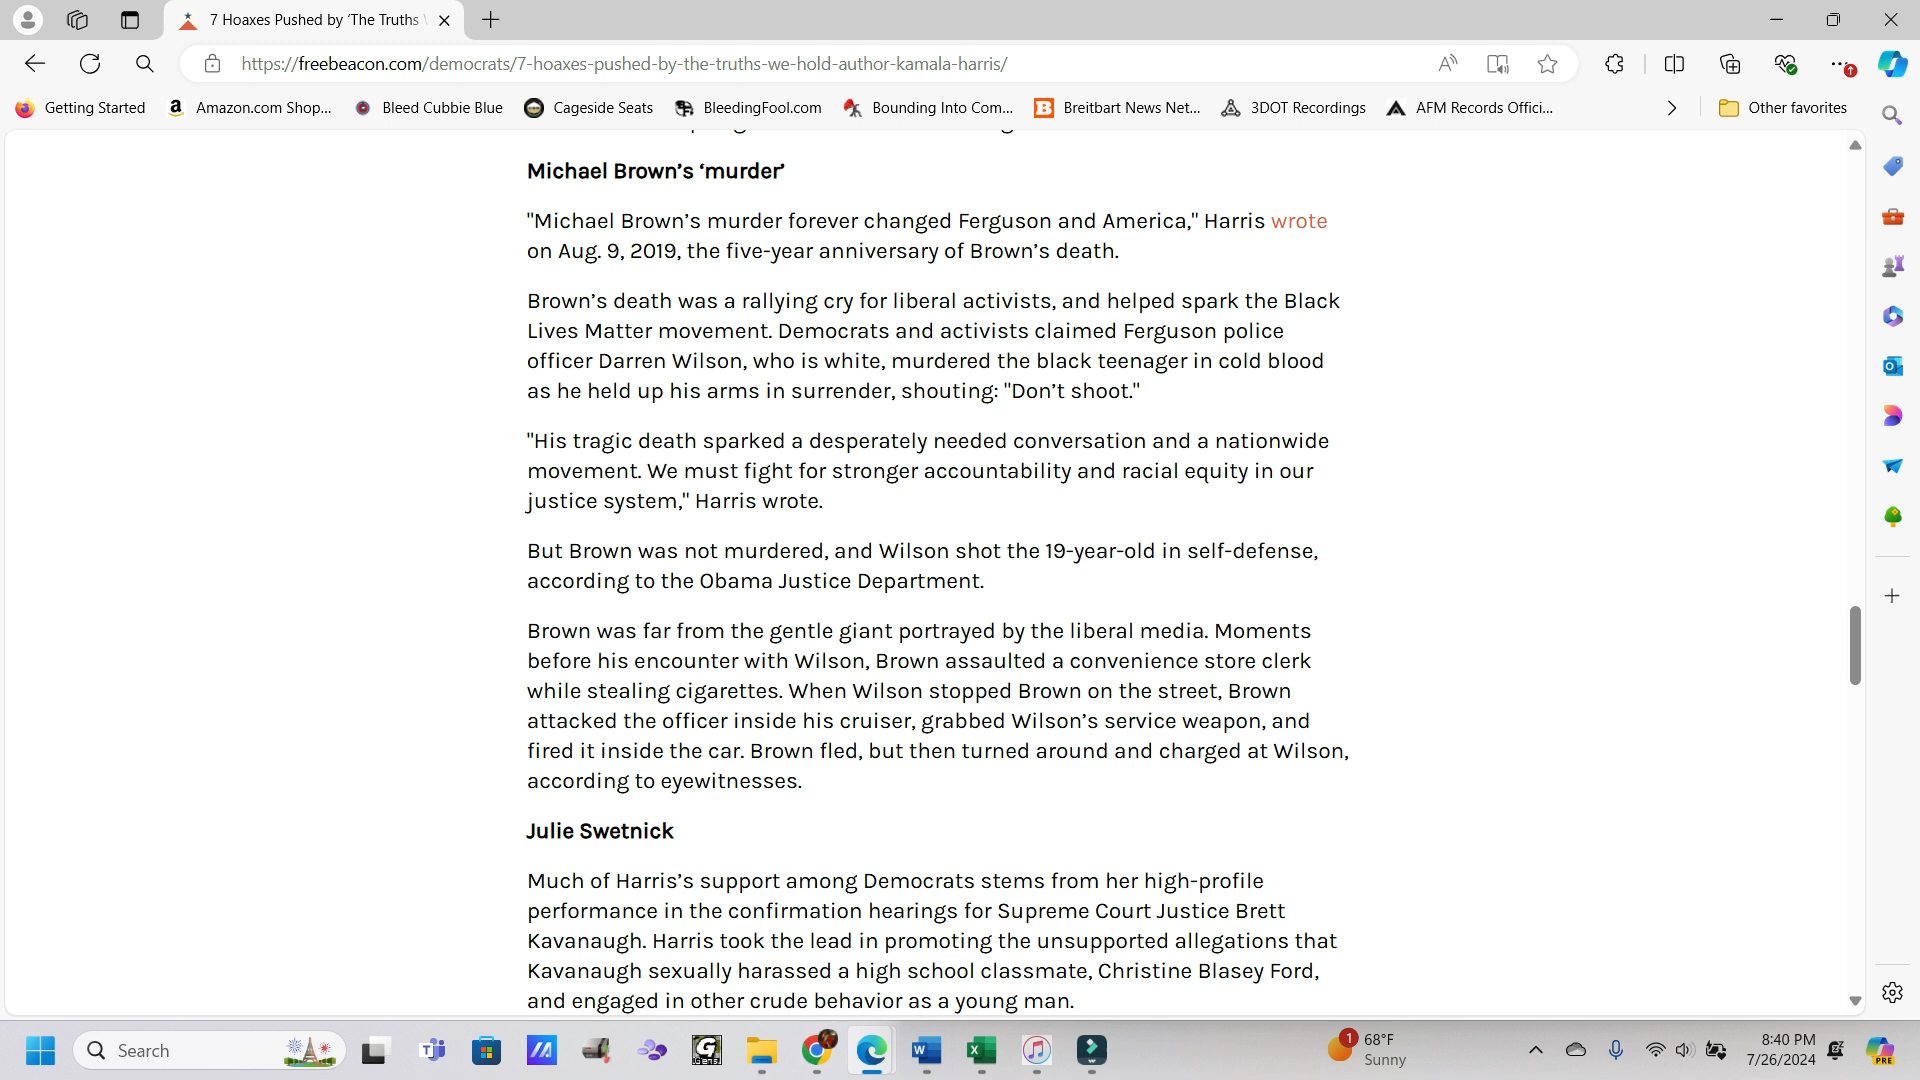 7 Hoaxes Pushed by 'The Truths
https://freebeacon.com/democrats/7-hoaxes-pushed-by-the-truths-we-hold-author-kamala-harris/
Getting Started
Amazon.com Shop...
Bleed Cubbie Blue
Cageside Seats
BleedingFool.com
Bounding Into Com...
Breitbart News Net...
3DOT Recordings
AFM Records Offici...
Other favorites
Michael Brown's 'murder'
"Michael Brown's murder forever changed Ferguson and America," Harris wrote
on Aug. 9, 2019, the five-year anniversary of Brown's death.
Brown's death was a rallying cry for liberal activists, and helped spark the Black
Lives Matter movement. Democrats and activists claimed Ferguson police
officer Darren Wilson, who is white, murdered the black teenager in cold blood
as he held up his arms in surrender, shouting: "Don't shoot."
"His tragic death sparked a desperately needed conversation and a nationwide
movement. We must fight for stronger accountability and racial equity in our
justice system," Harris wrote.
But Brown was not murdered, and Wilson shot the 19-year-old in self-defense,
according to the Obama Justice Department.
Brown was far from the gentle giant portrayed by the liberal media. Moments
before his encounter with Wilson, Brown assaulted a convenience store clerk
while stealing cigarettes. When Wilson stopped Brown on the street, Brown
attacked the officer inside his cruiser, grabbed Wilson's service weapon, and
fired it inside the car. Brown fled, but then turned around and charged at Wilson,
according to eyewitnesses.
Julie Swetnick
Much of Harris's support among Democrats stems from her high-profile
performance in the confirmation hearings for Supreme Court Justice Brett
Kavanaugh. Harris took the lead in promoting the unsupported allegations that
Kavanaugh sexually harassed a high school classmate, Christine Blasey Ford,
and engaged in other crude behavior as a young man.
Search
1
68°F
Sunny
8:40 PM
7/26/2024
PRE